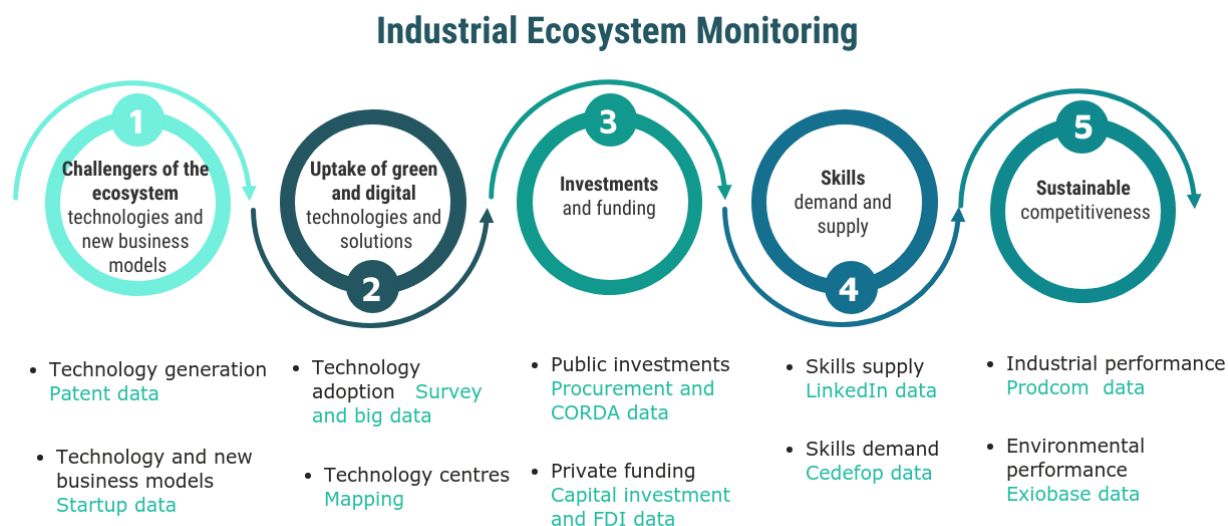 Industrial Ecosystem Monitoring
1
Challengers of the
ecosystem
technologies and
new business
models
Uptake of green
and digital
technologies and
solutions
2
3
Investments
and funding
Skills
demand and
supply
4
5
Sustainable
competitiveness
• Technology generation
Patent data
• Technology and new
business models
Startup data
• Technology
adoption Survey
and big data
• Technology centres
Mapping
• Public investments
Procurement and
CORDA data
• Private funding
Capital investment
and FDI data
• Skills supply
LinkedIn data
• Skills demand
Cedefop data
• Industrial performance
Prodcom data
• Environmental
performance
Exiobase data